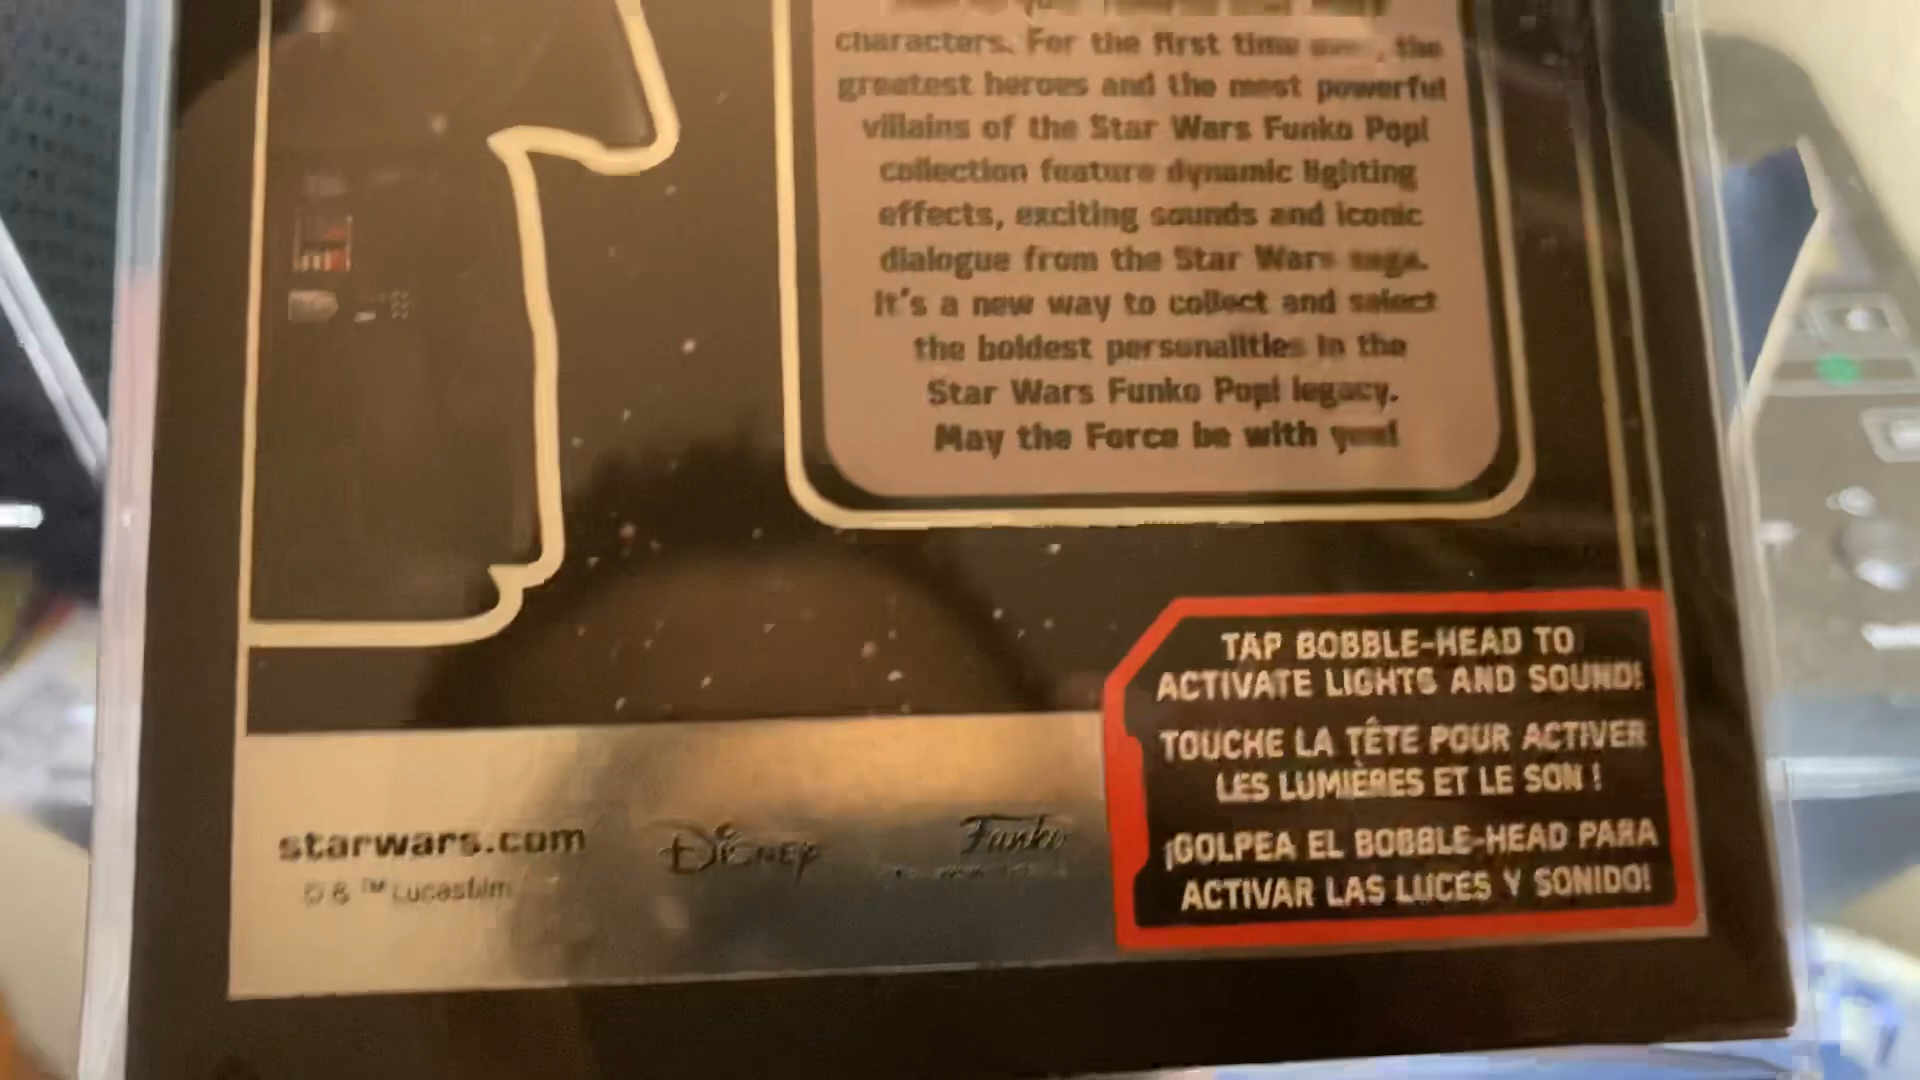 characters. For the first time ever, the
greatest heroes and the most powerful
villains of the Star Wars Funko Pop!
collection feature dynamic lighting
effects, exciting sounds and iconic
dialogue from the Star Wars saga.
It's a new way to collect and select
the boldest personalities in the
Star Wars Funko Pop! legacy.
May the Force be with you!
TAP BOBBLE-HEAD TO
ACTIVATE LIGHTS AND SOUND!
TOUCHE LA TÊTE POUR ACTIVER
LES LUMIÈRES ET LE SON !
¡GOLPEA EL BOBBLE-HEAD PARA
ACTIVAR LAS LUCES Y SONIDO!
starwars.com
© & ™ Lucasfilm
Disney
Funko